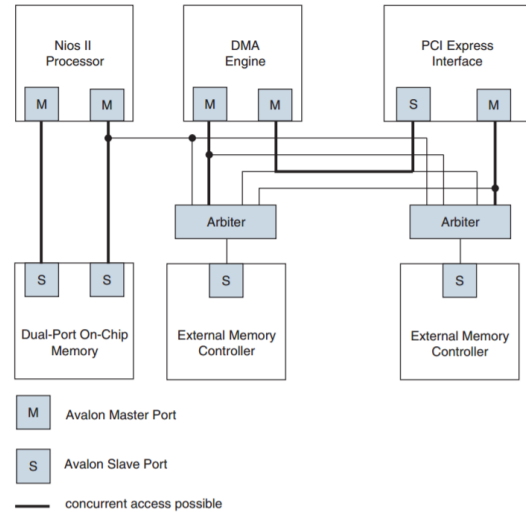 Nios II
Processor
DMA
Engine
PCI Express
Interface
M
M
M
M
S
M
Arbiter
Arbiter
S
S
S
S
Dual-Port On-Chip
Memory
External Memory
Controller
External Memory
Controller
M
Avalon Master Port
S
Avalon Slave Port
concurrent access possible